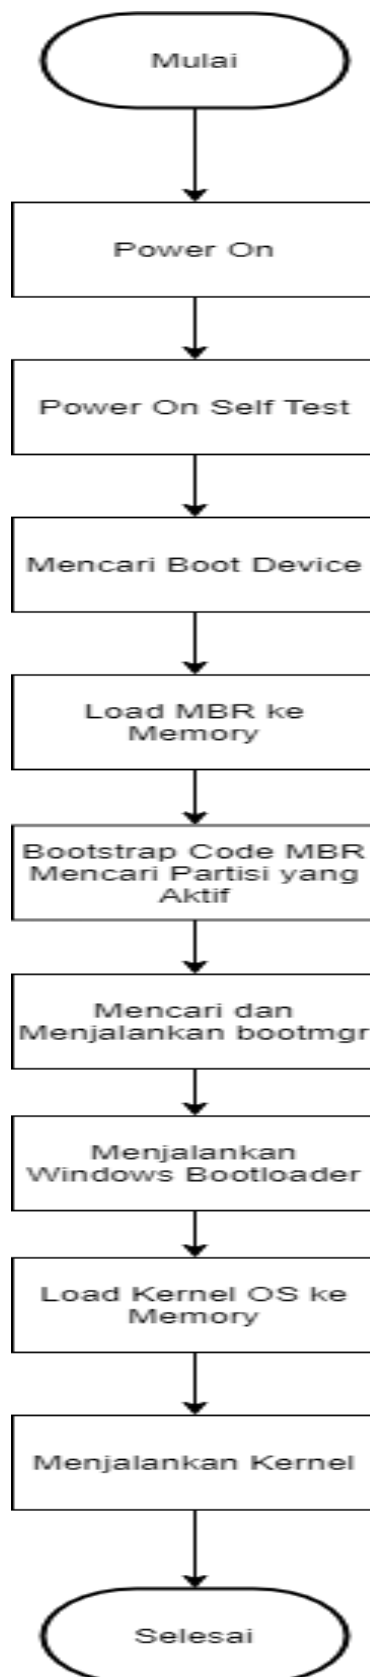 Mulai
Power On
Power On Self Test
Mencari Boot Device
Load MBR ke
Memory
Bootstrap Code MBR
Mencari Partisi yang
Aktif
Mencari dan
Menjalankan bootmgr
Menjalankan
Windows Bootloader
Load Kernel OS ke
Memory
Menjalankan Kernel
Selesai